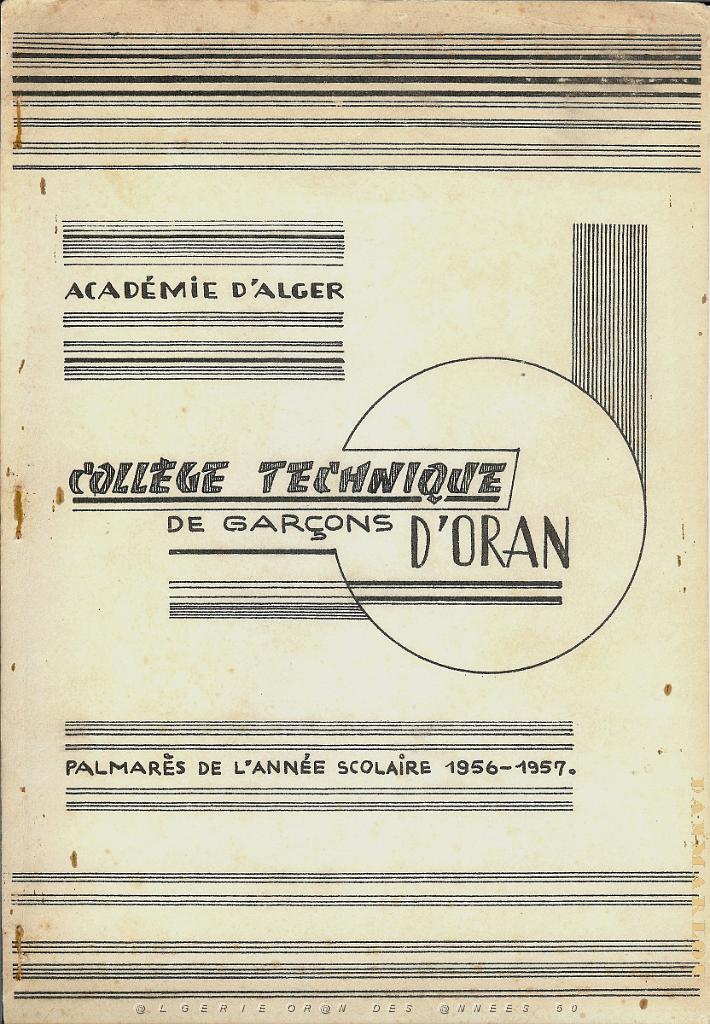 ACADÉMIE D'ALGER
COLLÈGE TECHNIQUE
DE GARÇONS D'ORAN
PALMARÈS DE L'ANNÉE SCOLAIRE 1956-1957.
@LGERIE OR@N DES @NNEES 50